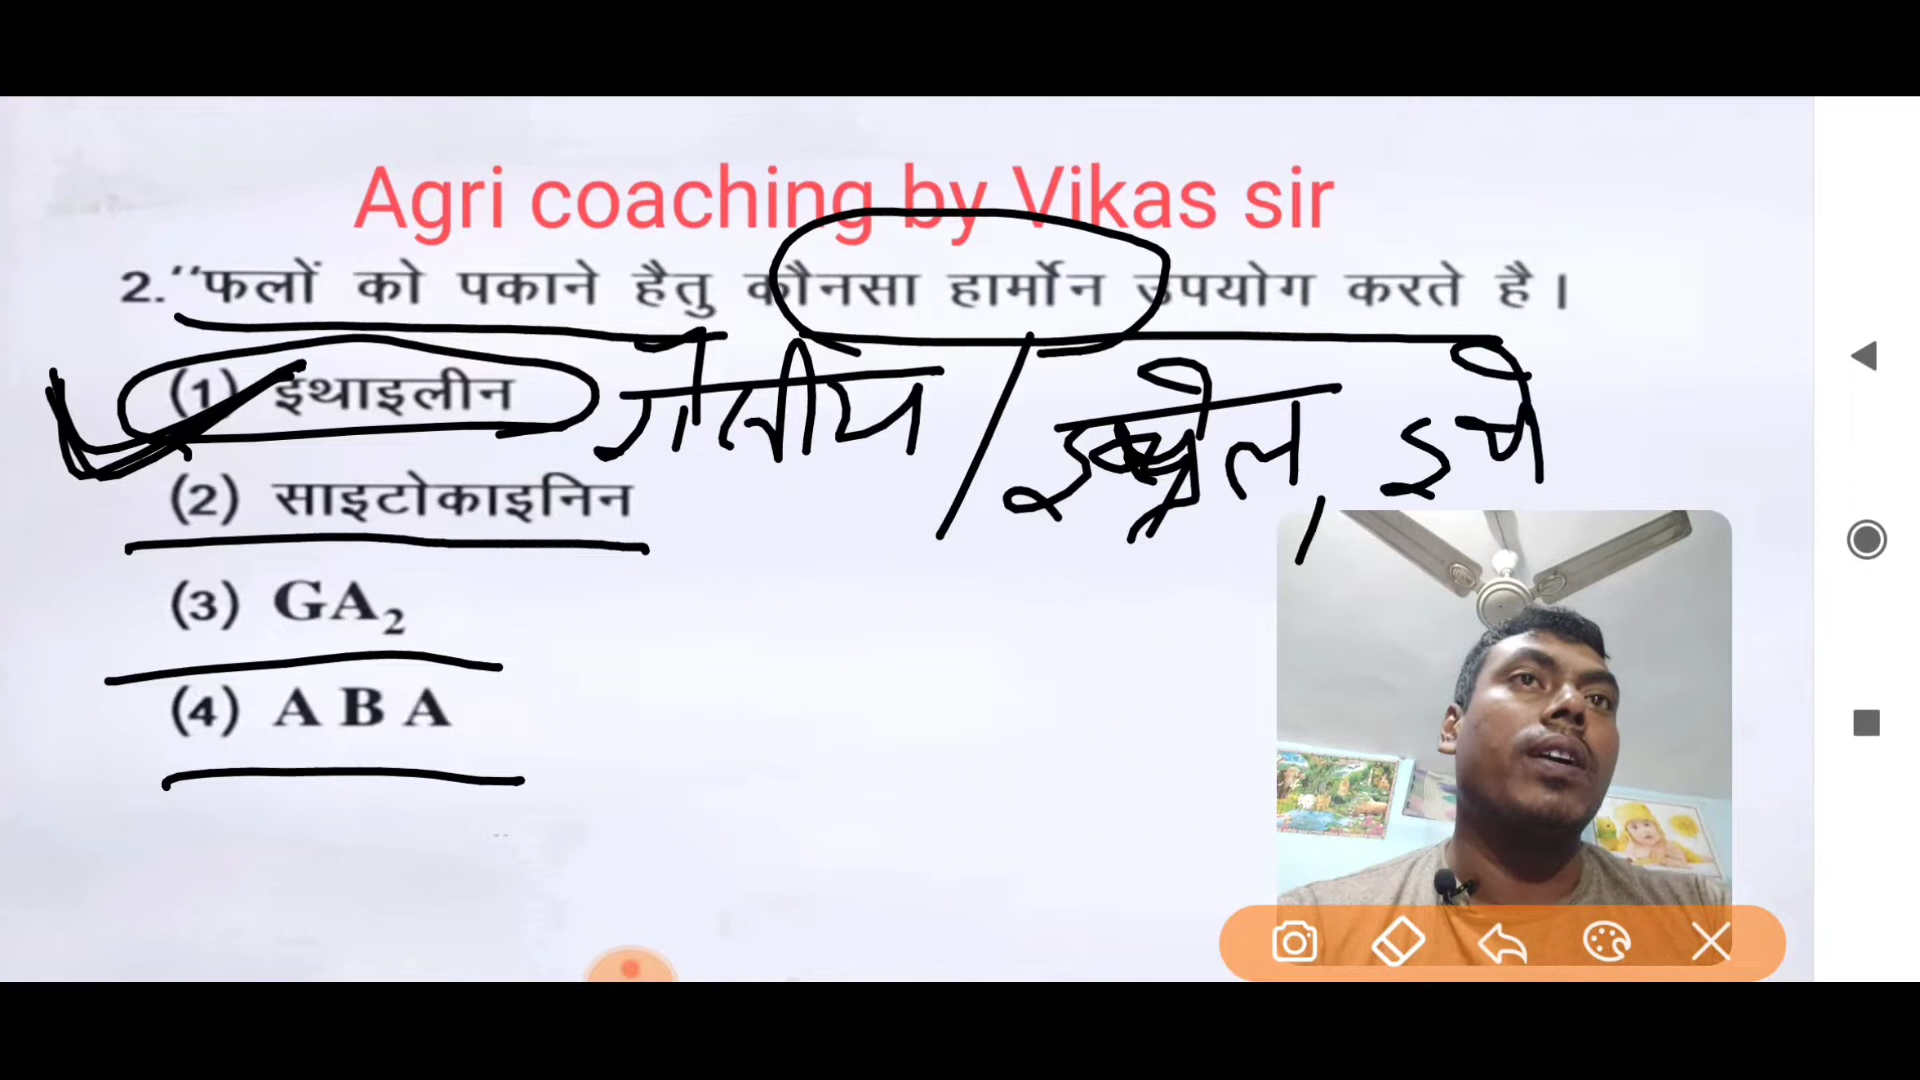 Agri coaching by Vikas sir
2.''फलों को पकाने हैतु कौनसा हार्मोन उपयोग करते है।
(1) ईथाइलीन
(2) साइटोकाइनिन
(3) GA₂
(4) A B A